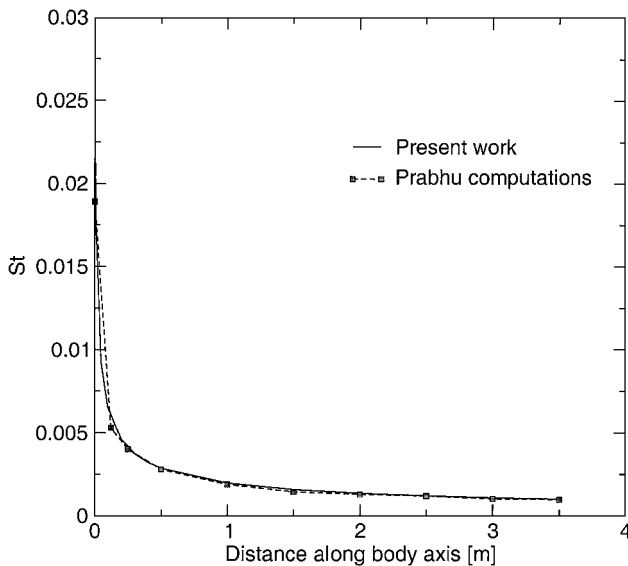 0.03
0.025
0.02
0.015
0.01
0.005
0
St
Present work
Prabhu computations
0 1 2 3 4
Distance along body axis [m]